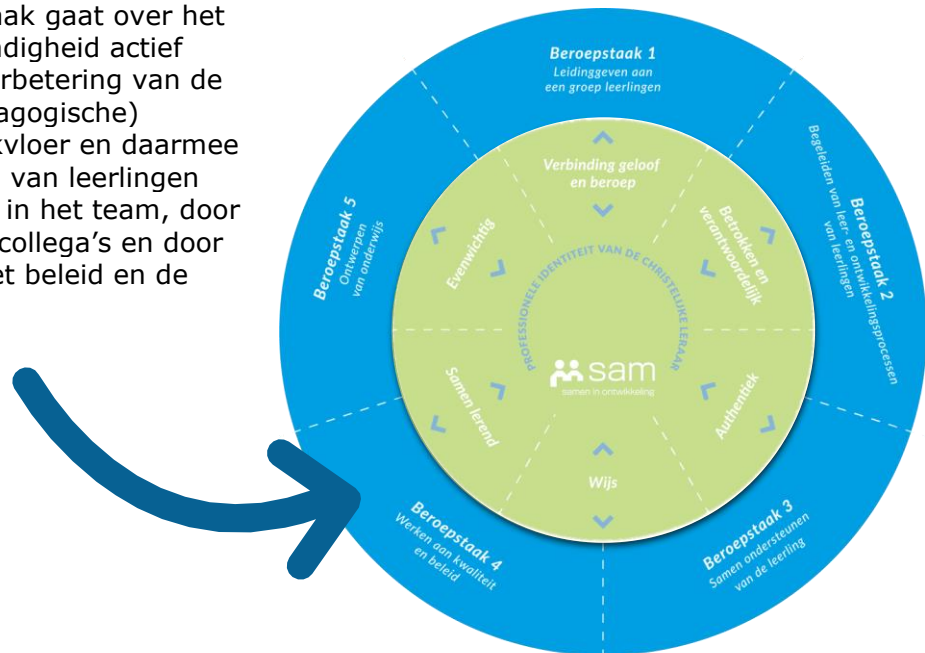 aak gaat over het
ndigheid actief
rbetering van de
agogische)
kvloer en daarmee
van leerlingen
in het team, door
collega’s en door
et beleid en de
Beroepstaak 1
Leidinggeven aan
een groep leerlingen
Beroepstaak 2
Begeleiden van leer- en ontwikkelingsprocessen
van leerlingen
Beroepstaak 3
Samen ondersteunen
van de leerling
Beroepstaak 4
Werken aan kwaliteit
en beleid
Beroepstaak 5
Ontwerpen
van onderwijs
Verbinding geloof
en beroep
Betrokken en
verantwoordelijk
Authentiek
Wijs
Samen lerend
Evenwichtig
PROFESSIONELE IDENTITEIT VAN DE CHRISTELIJKE LERAAR
sam
samen in ontwikkeling